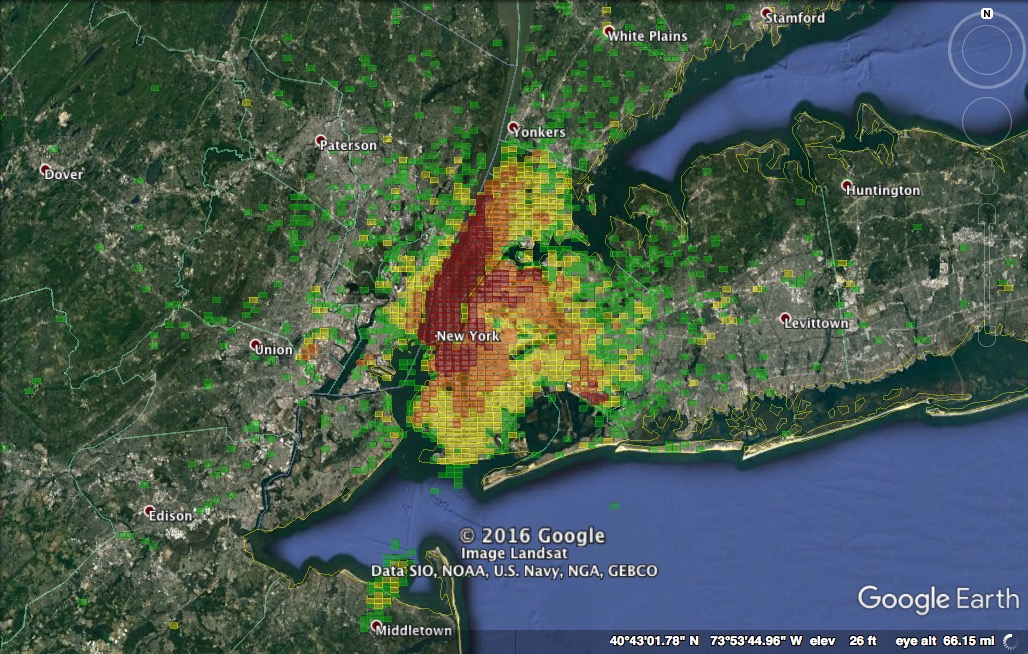 N
Stamford
White Plains
Yonkers
Paterson
Dover
Huntington
New York
Levittown
Union
Edison
© 2016 Google
Image Landsat
Data SIO, NOAA, U.S. Navy, NGA, GEBCO
Google Earth
Middletown
40°43'01.78" N 73°53'44.96" W elev 26 ft eye alt 66.15 mi